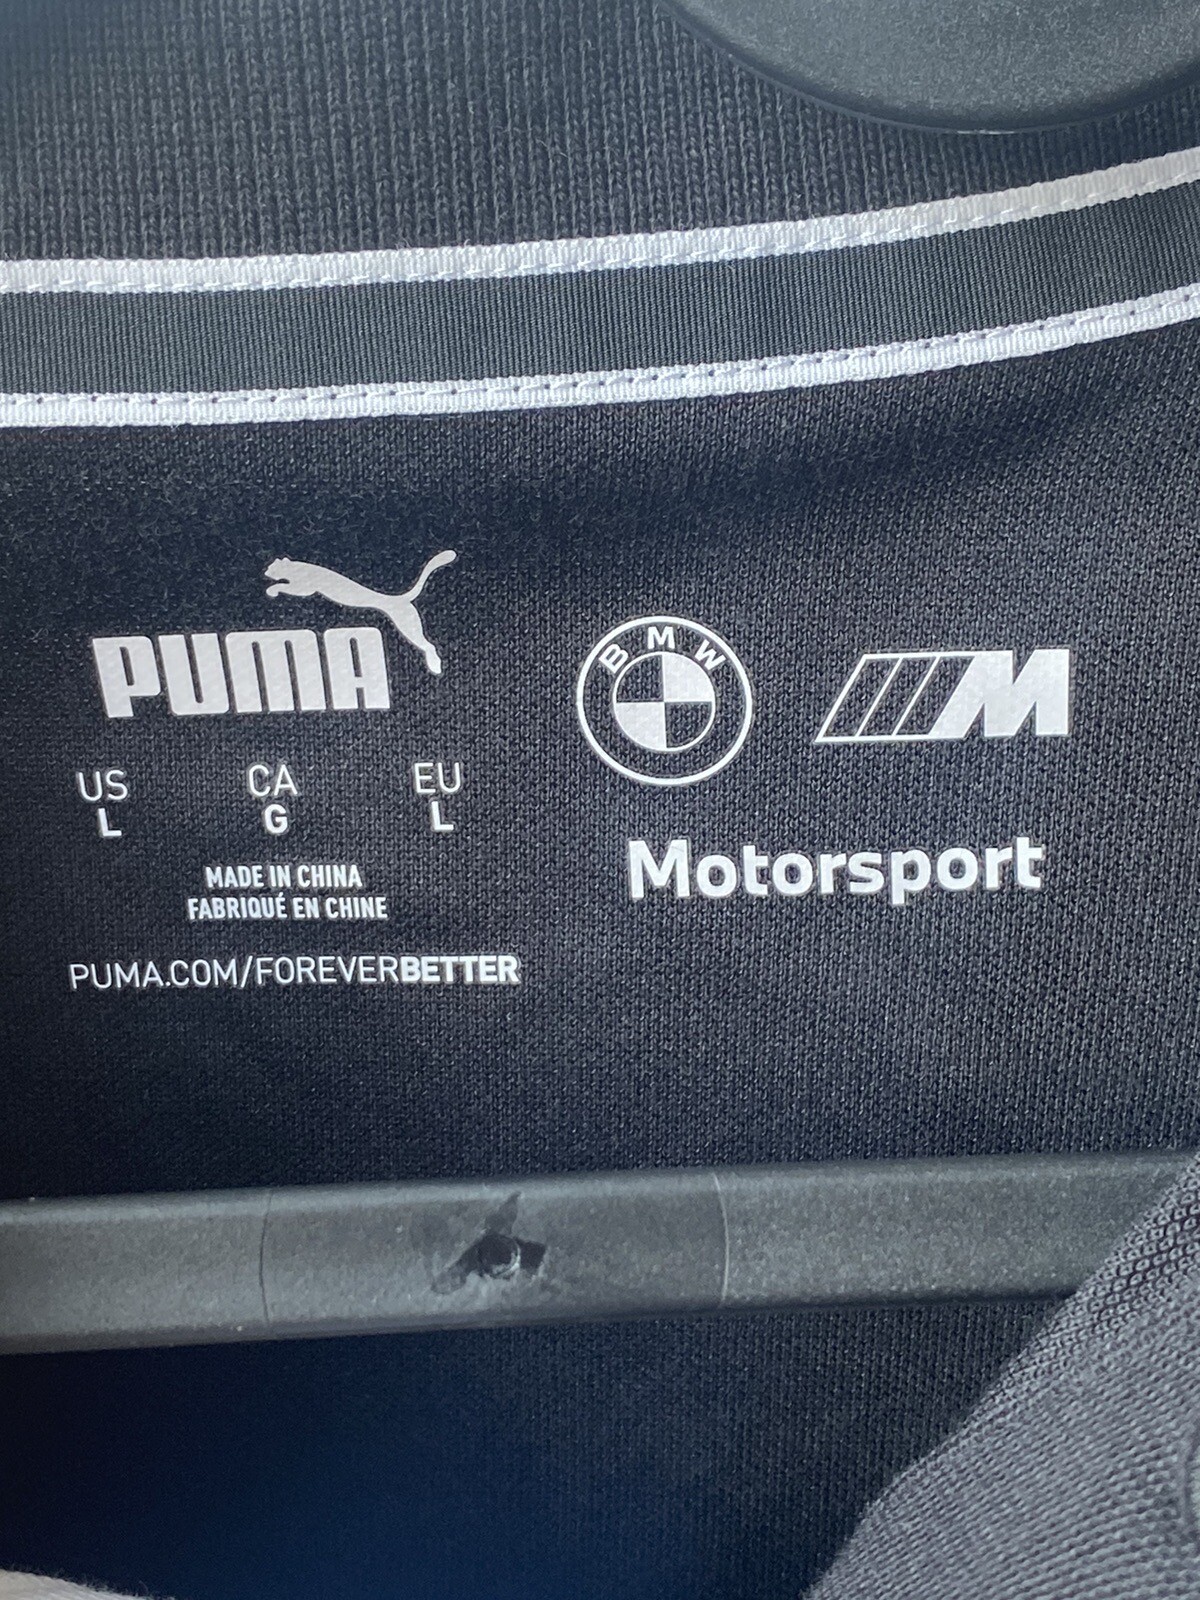 PUMA
US CA EU
L G L
MADE IN CHINA
FABRIQUÉ EN CHINE
PUMA.COM/FOREVERBETTER
BMW
M
Motorsport